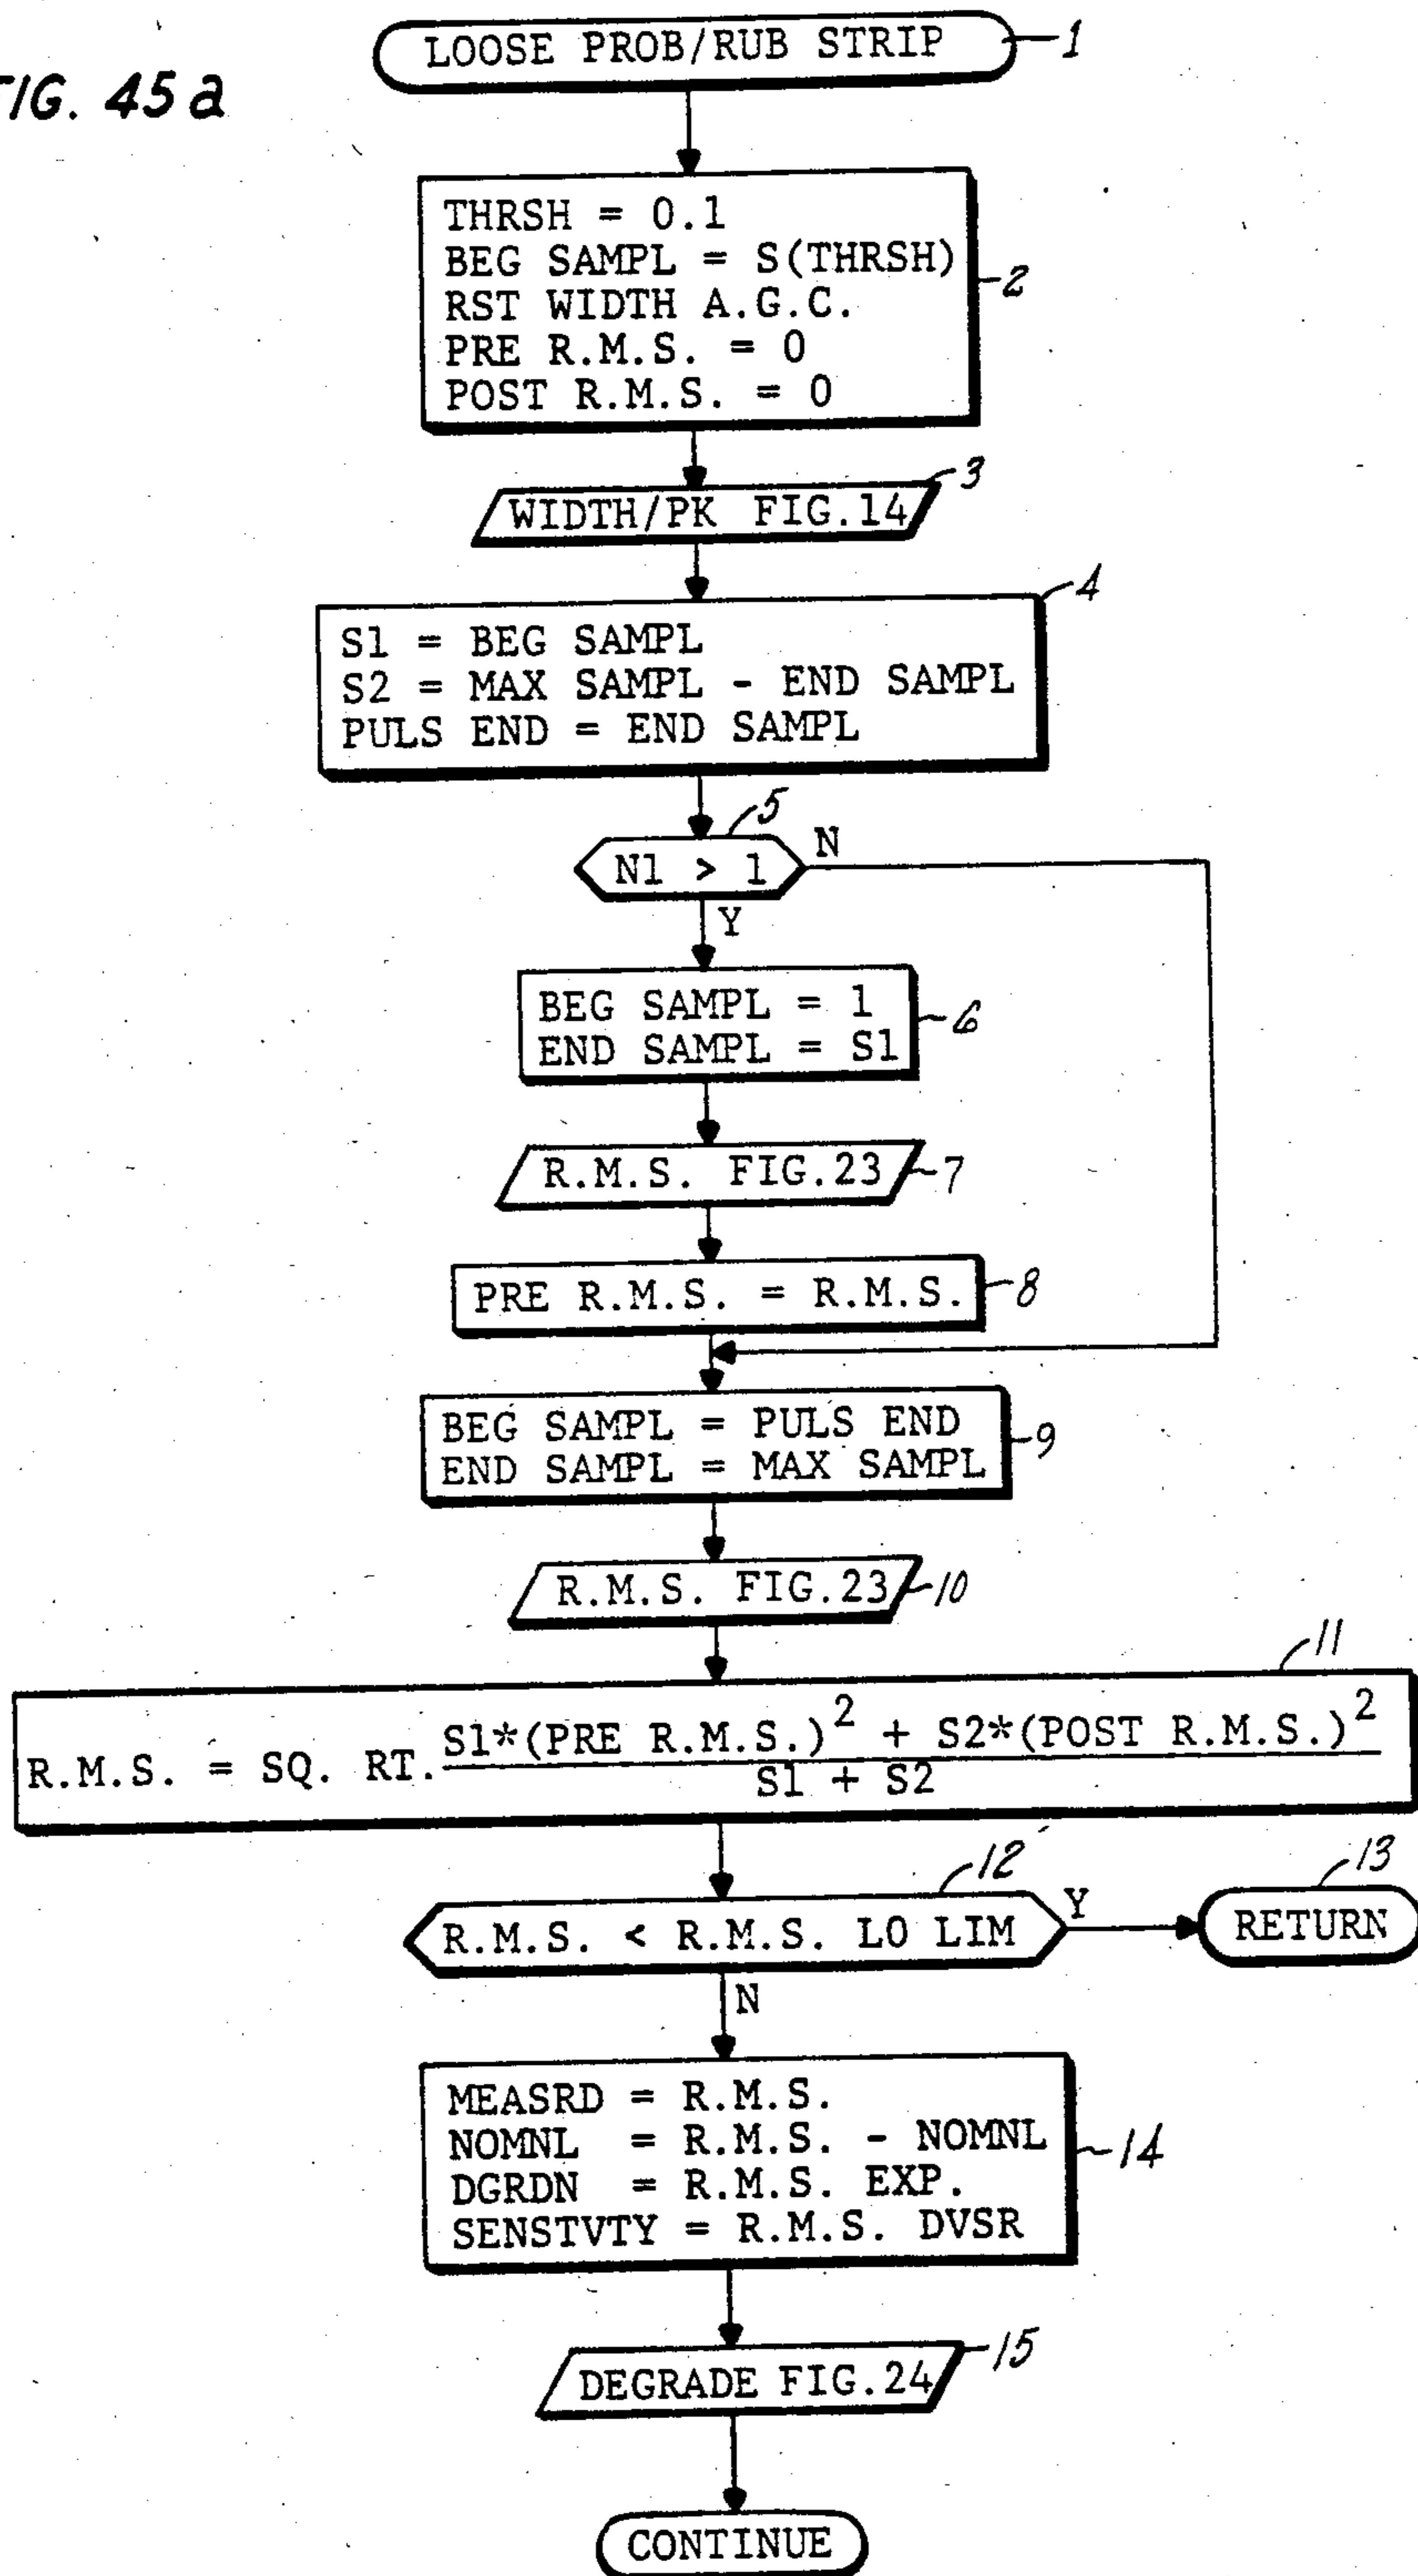 FIG. 45a
LOOSE PROB/RUB STRIP
1
THRSH = 0.1
BEG SAMPL = S(THRSH)
RST WIDTH A.G.C.
PRE R.M.S. = 0
POST R.M.S. = 0
2
WIDTH/PK FIG.14
3
S1 = BEG SAMPL
S2 = MAX SAMPL - END SAMPL
PULS END = END SAMPL
4
N1 > 1
5
N
Y
BEG SAMPL = 1
END SAMPL = S1
6
R.M.S. FIG.23
7
PRE R.M.S. = R.M.S.
8
BEG SAMPL = PULS END
END SAMPL = MAX SAMPL
9
R.M.S. FIG.23
10
11
R.M.S. = SQ. RT. S1*(PRE R.M.S.)2 + S2*(POST R.M.S.)2
S1 + S2
R.M.S. < R.M.S. LO LIM
12
Y
RETURN
13
N
MEASRD = R.M.S.
NOMNL = R.M.S. - NOMNL
DGRDN = R.M.S. EXP.
SENSTVTY = R.M.S. DVSR
14
DEGRADE FIG.24
15
CONTINUE